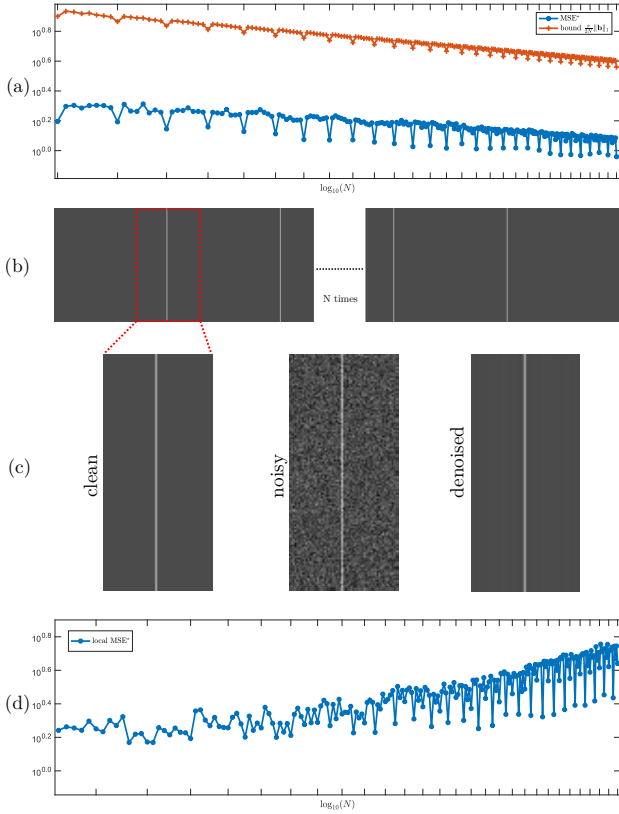 (a)
10^0.8
10^0.6
10^0.4
10^0.2
10^0.0
MSE*
log₁₀(N)
(b)
N times
(c)
clean
noisy
denoised
(d)
10^0.8
10^0.6
10^0.4
10^0.2
10^0.0
local MSE*
log₁₀(N)